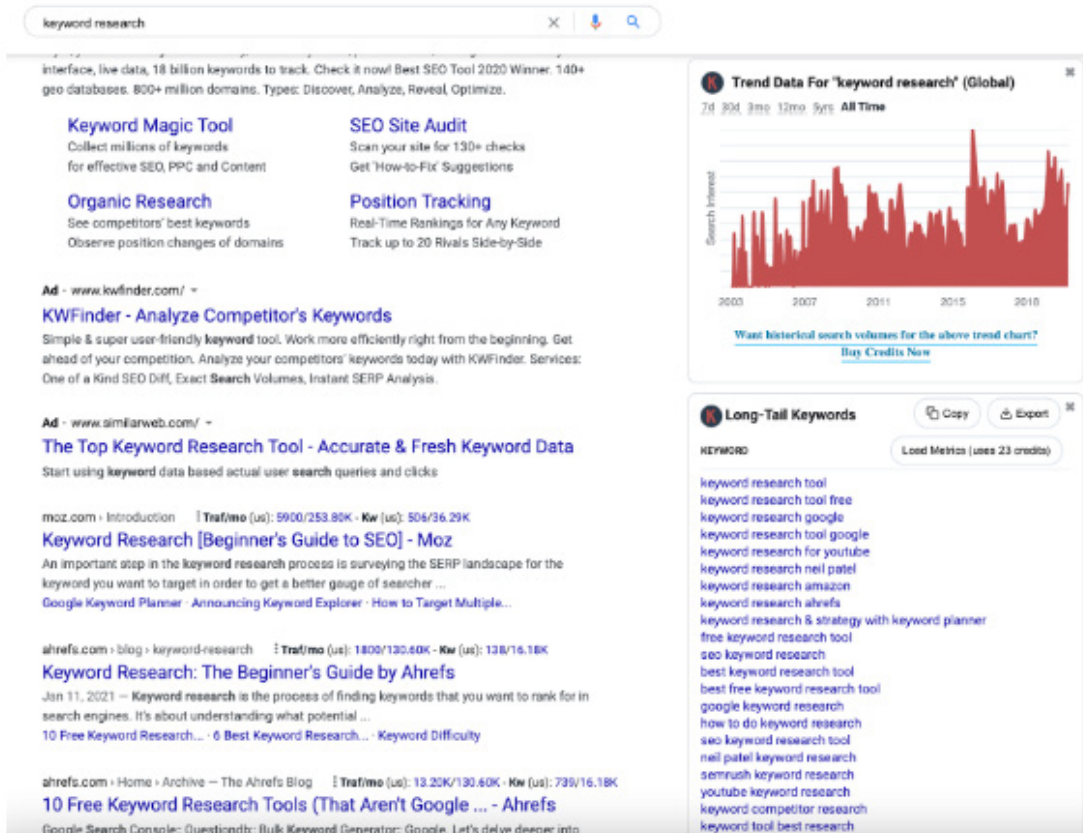 keyword research
interface, live data, 18 billion keywords to track. Check it now! Best SEO Tool 2020 Winner. 140+
geo databases. 800+ million domains. Types: Discover, Analyze, Reveal, Optimize.
Keyword Magic Tool
Collect millions of keywords
for effective SEO, PPC and Content
SEO Site Audit
Scan your site for 130+ checks
Get 'How-to-Fix' Suggestions
Organic Research
See competitors' best keywords
Observe position changes of domains
Position Tracking
Real-Time Rankings for Any Keyword
Track up to 20 Rivals Side-by-Side
Ad · www.kwfinder.com/
KWFinder - Analyze Competitor's Keywords
Simple & super user-friendly keyword tool. Work more efficiently right from the beginning. Get
ahead of your competition. Analyze your competitors' keywords today with KWFinder. Services:
One of a Kind SEO Diff, Exact Search Volumes, Instant SERP Analysis.
Ad · www.similarweb.com/
The Top Keyword Research Tool - Accurate & Fresh Keyword Data
Start using keyword data based actual user search queries and clicks
moz.com › Introduction Traf/mo (us): 5900/253.80K - Kw (us): 506/36.29K
Keyword Research [Beginner's Guide to SEO] - Moz
An important step in the keyword research process is surveying the SERP landscape for the
keyword you want to target in order to get a better gauge of searcher ...
Google Keyword Planner · Announcing Keyword Explorer · How to Target Multiple...
ahrefs.com › blog › keyword-research Traf/mo (us): 1800/130.60K - Kw (us): 138/16.18K
Keyword Research: The Beginner's Guide by Ahrefs
Jan 11, 2021 — Keyword research is the process of finding keywords that you want to rank for in
search engines. It's about understanding what potential ...
10 Free Keyword Research... · 6 Best Keyword Research... · Keyword Difficulty
ahrefs.com › Home › Archive — The Ahrefs Blog Traf/mo (us): 13.20K/130.60K - Kw (us): 739/16.18K
10 Free Keyword Research Tools (That Aren't Google ... - Ahrefs
Google Search Console; Questiondb; Bulk Keyword Generator; Google. Let's delve deeper into
K Trend Data For "keyword research" (Global)
7d 30d 3mo 12mo 5yrs All Time
Search Interest
2003 2007 2011 2015 2018
Want historical search volumes for the above trend chart?
Buy Credits Now
K Long-Tail Keywords Copy Export
KEYWORD Load Metrics (uses 23 credits)
keyword research tool
keyword research tool free
keyword research google
keyword research tool google
keyword research for youtube
keyword research neil patel
keyword research amazon
keyword research ahrefs
keyword research & strategy with keyword planner
free keyword research tool
seo keyword research
best keyword research tool
best free keyword research tool
google keyword research
how to do keyword research
seo keyword research tool
neil patel keyword research
semrush keyword research
youtube keyword research
keyword competitor research
keyword tool best research